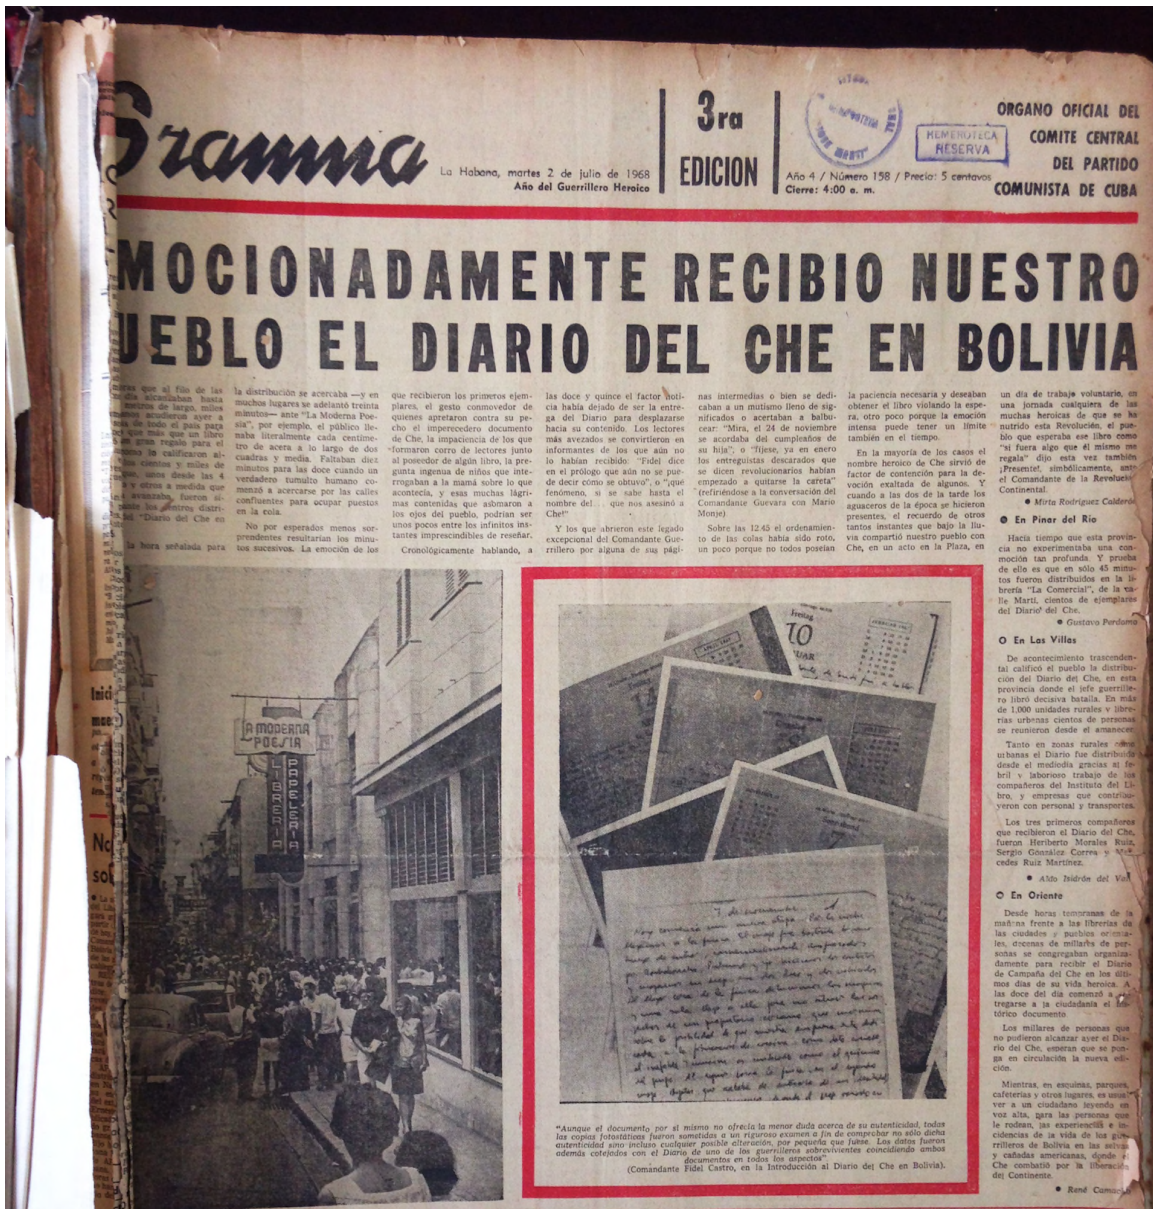 Granma
La Habana, martes 2 de julio de 1968
Año del Guerrillero Heroico
3ra
EDICION
HEMEROTECA
RESERVA
Año 4 / Número 158 / Precio: 5 centavos
Cierre: 4:00 a. m.
ORGANO OFICIAL DEL
COMITE CENTRAL
DEL PARTIDO
COMUNISTA DE CUBA
MOCIONADAMENTE RECIBIO NUESTRO
UEBLO EL DIARIO DEL CHE EN BOLIVIA
la hora señalada para
la distribución se acercaba —y en
muchos lugares se adelantó treinta
minutos— ante "La Moderna Poe-
sía", por ejemplo, el público lle-
naba literalmente cada centíme-
tro de acera a lo largo de dos
cuadras y media. Faltaban diez
minutos para las doce cuando un
verdadero tumulto humano co-
menzó a acercarse por las calles
confluentes para ocupar puestos
en la cola.
No por esperados menos sor-
prendentes resultarían los minu-
tos sucesivos. La emoción de los
que recibieron los primeros ejem-
plares, el gesto conmovedor de
quienes apretaron contra su pe-
cho el imperecedero documento
de Che, la impaciencia de los que
formaron corro de lectores junto
al poseedor de algún libro, la pre-
gunta ingenua de niños que inte-
rrogaban a la mamá sobre lo que
acontecía, y esas muchas lágri-
mas contenidas que asomaron a
los ojos del pueblo, podrían ser
unos pocos entre los infinitos ins-
tantes imprescindibles de reseñar.
Cronológicamente hablando, a
las doce y quince el factor noti-
cia había dejado de ser la entre-
ga del Diario para desplazarse
hacia su contenido. Los lectores
más avezados se convirtieron en
informantes de los que aún no
lo habían recibido: "Fidel dice
en el prólogo que aún no se pue-
de decir cómo se obtuvo", o "¡qué
fenómeno, si se sabe hasta el
nombre del... que nos asesinó a
Che!"
Y los que abrieron este legado
excepcional del Comandante Gue-
rrillero por alguna de sus pági-
nas intermedias o bien se dedi-
caban a un mutismo lleno de sig-
nificados o acertaban a balbu-
cear: "Mira, el 24 de noviembre
se acordaba del cumpleaños de
su hija", o "fíjese, ya en enero
los entreguistas descarados que
se dicen revolucionarios habían
empezado a quitarse la careta"
(refiriéndose a la conversación del
Comandante Guevara con Mario
Monje)
Sobre las 12:45 el ordenamien-
to de las colas había sido roto,
un poco porque no todos poseían
la paciencia necesaria y deseaban
obtener el libro violando la espe-
ra, otro poco porque la emoción
intensa puede tener un límite
también en el tiempo.
En la mayoría de los casos el
nombre heroico de Che sirvió de
factor de contención para la de-
voción exaltada de algunos. Y
cuando a las dos de la tarde los
aguaceros de la época se hicieron
presentes, el recuerdo de otros
tantos instantes que bajo la llu-
via compartió nuestro pueblo con
Che, en un acto en la Plaza, en
un día de trabajo voluntario, en
una jornada cualquiera de las
muchas heroicas de que se ha
nutrido esta Revolución, el pue-
blo que esperaba ese libro como
"si fuera algo que él mismo me
regala" dijo esta vez también
¡Presente!, simbólicamente, ante
el Comandante de la Revolución
Continental.
● Mirta Rodríguez Calderón
En Pinar del Río
Hacía tiempo que esta provin-
cia no experimentaba una con-
moción tan profunda. Y prueba
de ello es que en sólo 45 minu-
tos fueron distribuidos en la li-
brería "La Comercial", de la ca-
lle Martí, cientos de ejemplares
del Diario del Che.
● Gustavo Perdomo
En Las Villas
De acontecimiento trascenden-
tal calificó el pueblo la distribu-
ción del Diario del Che, en esta
provincia donde el jefe guerrille-
ro libró decisiva batalla. En más
de 1,000 unidades rurales y libre-
rías urbanas cientos de personas
se reunieron desde el amanecer.
Tanto en zonas rurales como
urbanas el Diario fue distribuido
desde el mediodía gracias al fe-
bril y laborioso trabajo de los
compañeros del Instituto del Li-
bro, y empresas que contribu-
yeron con personal y transportes.
Los tres primeros compañeros
que recibieron el Diario del Che,
fueron Heriberto Morales Ruiz,
Sergio González Correa y Mer-
cedes Ruiz Martínez.
● Aldo Isidrón del Valle
En Oriente
Desde horas tempranas de la
mañana frente a las librerías de
las ciudades y pueblos orienta-
les, decenas de millares de per-
sonas se congregaban organiza-
damente para recibir el Diario
de Campaña del Che en los últi-
mos días de su vida heroica. A
las doce del día comenzó a en-
tregarse a la ciudadanía el his-
tórico documento
Los millares de personas que
no pudieron alcanzar ayer el Dia-
rio del Che, esperan que se pon-
ga en circulación la nueva edi-
ción.
Mientras, en esquinas, parques,
cafeterías y otros lugares, es usual
ver a un ciudadano leyendo en
voz alta, para las personas que
le rodean, las experiencias e in-
cidencias de la vida de los gue-
rrilleros de Bolivia en las selvas
y cañadas americanas, donde el
Che combatió por la liberación
del Continente.
● René Camacho
LA MODERNA
POESIA
LIBRERIA
PAPELERIA
Freitag
10
7 de noviembre
"Aunque el documento por sí mismo no ofrecía la menor duda acerca de su autenticidad, todas
las copias fotostáticas fueron sometidas a un riguroso examen a fin de comprobar no sólo dicha
autenticidad sino incluso cualquier posible alteración, por pequeña que fuese. Los datos fueron
además cotejados con el Diario de uno de los guerrilleros sobrevivientes coincidiendo ambos
documentos en todos los aspectos".
(Comandante Fidel Castro, en la Introducción al Diario del Che en Bolivia).